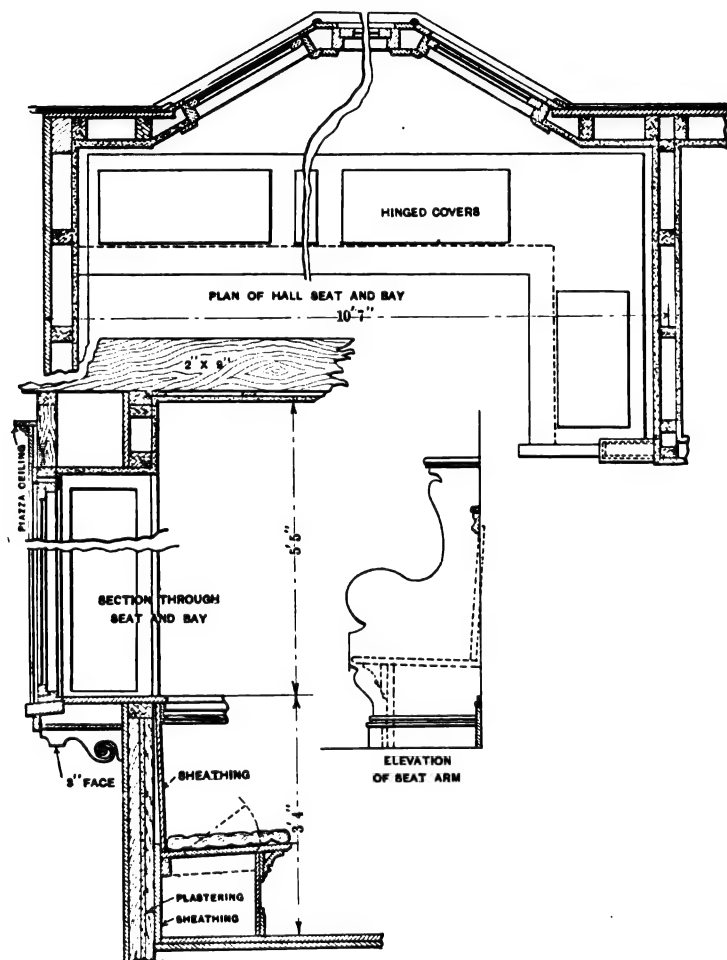 HINGED COVERS
PLAN OF HALL SEAT AND BAY
10'7"
2" X 9"
PIAZZA CEILING
5'5"
SECTION THROUGH
SEAT AND BAY
3" FACE
SHEATHING
3'4"
PLASTERING
SHEATHING
ELEVATION
OF SEAT ARM